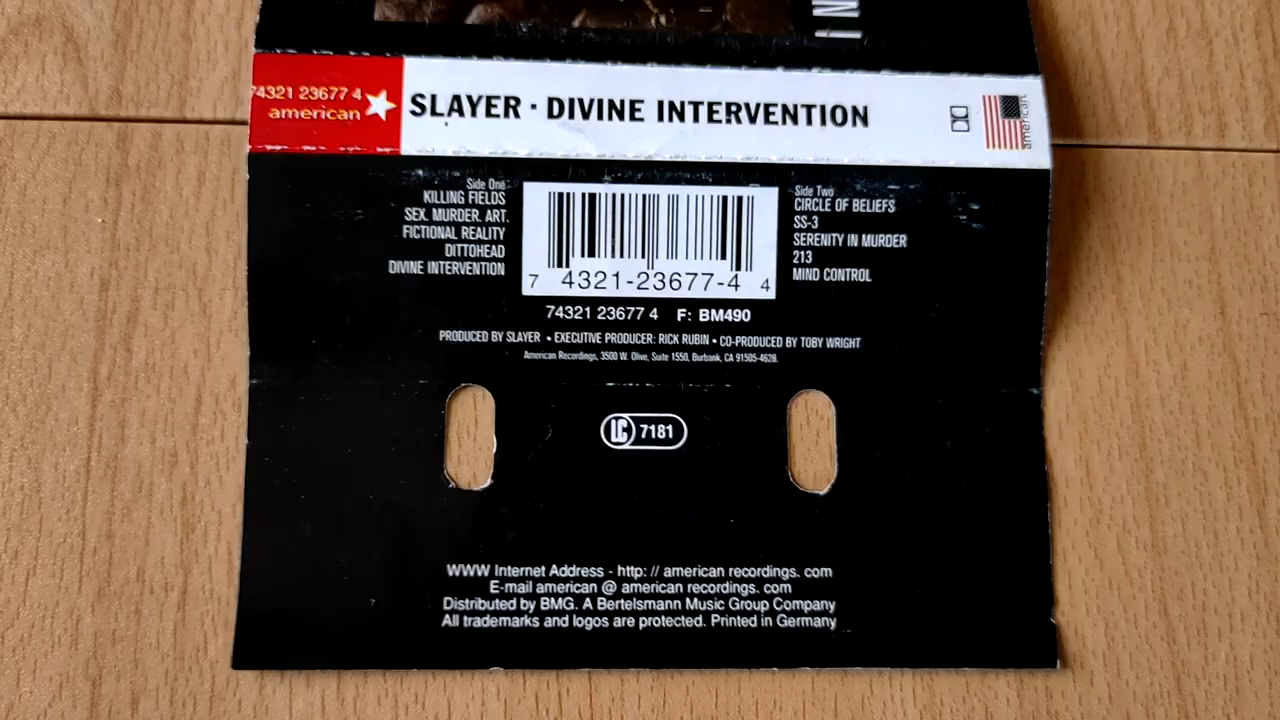 IN
74321 23677 4
american
SLAYER · DIVINE INTERVENTION
american
Side One
KILLING FIELDS
SEX. MURDER. ART.
FICTIONAL REALITY
DITTOHEAD
DIVINE INTERVENTION
7 4321-23677-4 4
Side Two
CIRCLE OF BELIEFS
SS-3
SERENITY IN MURDER
213
MIND CONTROL
74321 23677 4 F: BM490
PRODUCED BY SLAYER • EXECUTIVE PRODUCER: RICK RUBIN • CO-PRODUCED BY TOBY WRIGHT
American Recordings, 3500 W. Olive, Suite 1550, Burbank, CA 91505-4628.
LC 7181
WWW Internet Address - http: // american recordings. com
E-mail american @ american recordings. com
Distributed by BMG. A Bertelsmann Music Group Company
All trademarks and logos are protected. Printed in Germany